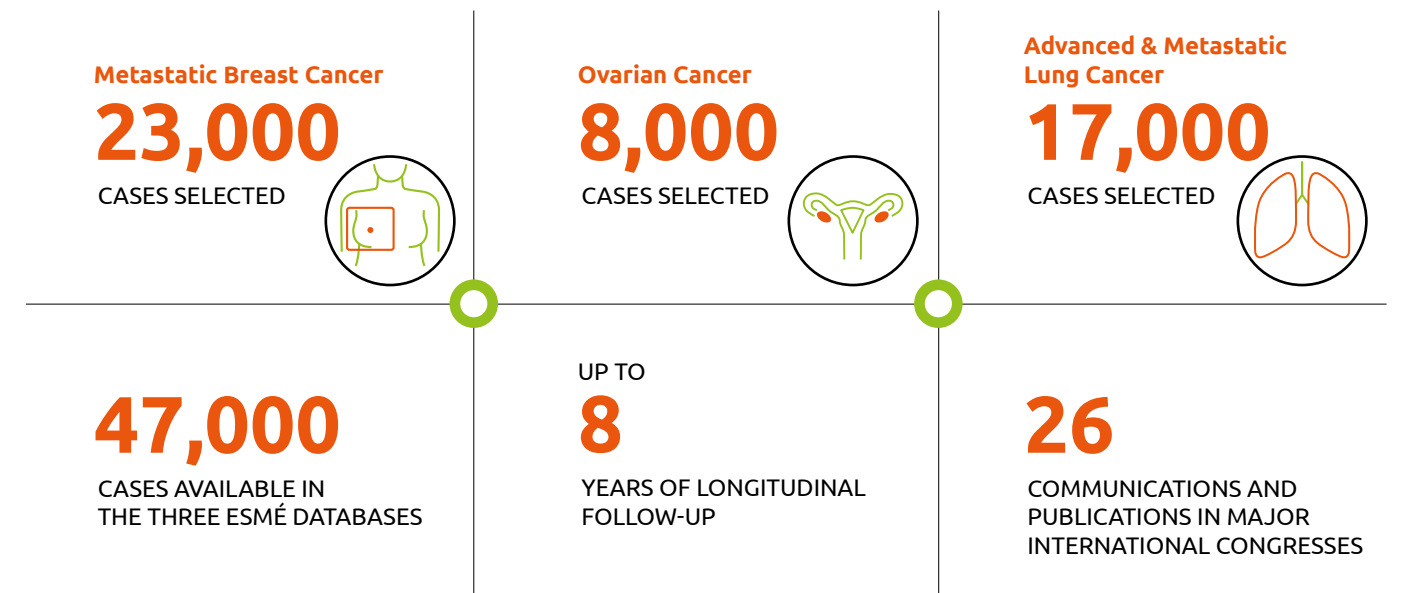 Metastatic Breast Cancer
23,000
CASES SELECTED
Ovarian Cancer
8,000
CASES SELECTED
Advanced & Metastatic
Lung Cancer
17,000
CASES SELECTED
47,000
CASES AVAILABLE IN
THE THREE ESMÉ DATABASES
UP TO
8
YEARS OF LONGITUDINAL
FOLLOW-UP
26
COMMUNICATIONS AND
PUBLICATIONS IN MAJOR
INTERNATIONAL CONGRESSES